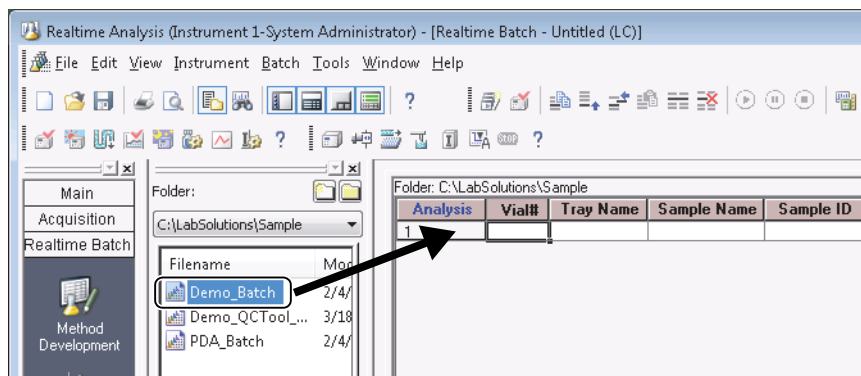 Realtime Analysis (Instrument 1-System Administrator) - [Realtime Batch - Untitled (LC)]
File Edit View Instrument Batch Tools Window Help
?
? STOP ?
Main
Acquisition
Realtime Batch
Method
Development
Folder:
C:\LabSolutions\Sample
Filename Mod
Demo_Batch 2/4/
Demo_QCTool_... 3/18
PDA_Batch 2/4/
Folder: C:\LabSolutions\Sample
Analysis Vial# Tray Name Sample Name Sample ID
1